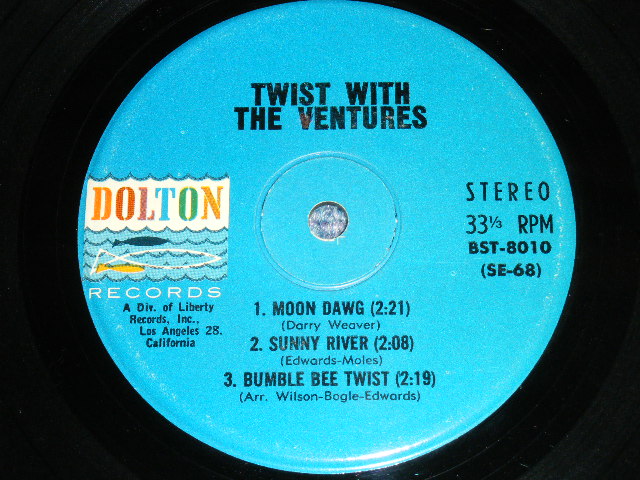 TWIST WITH
THE VENTURES
DOLTON
RECORDS
A Div. of Liberty
Records, Inc.,
Los Angeles 28,
California
STEREO
33⅓ RPM
BST-8010
(SE-68)
1. MOON DAWG (2:21)
(Darry Weaver)
2. SUNNY RIVER (2:08)
(Edwards-Moles)
3. BUMBLE BEE TWIST (2:19)
(Arr. Wilson-Bogle-Edwards)